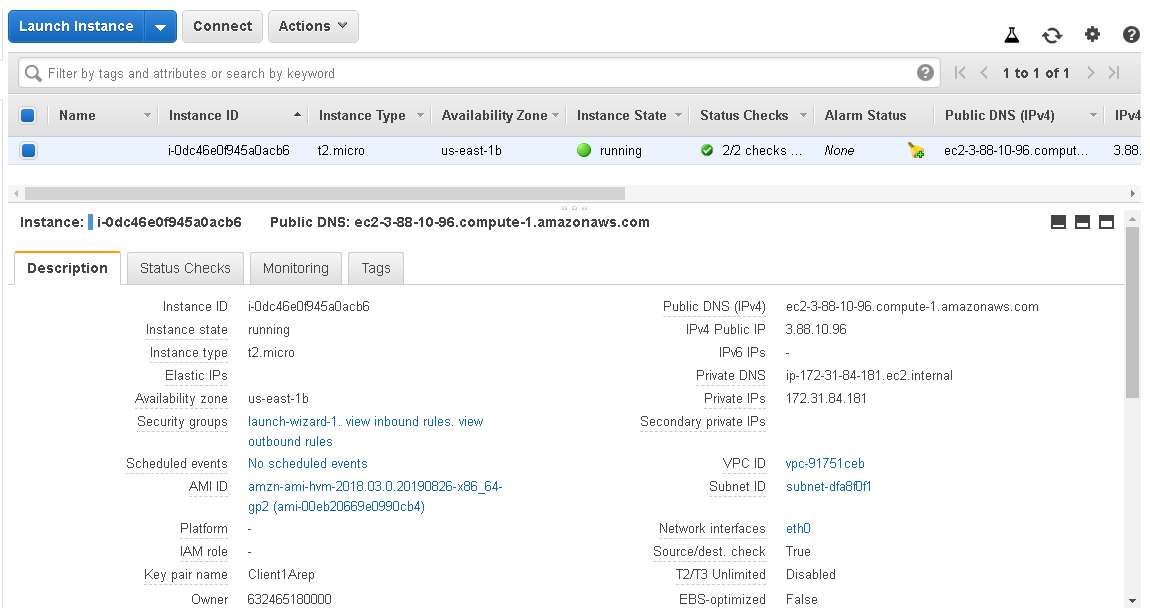 Launch Instance Connect Actions
Filter by tags and attributes or search by keyword 1 to 1 of 1
Name Instance ID Instance Type Availability Zone Instance State Status Checks Alarm Status Public DNS (IPv4) IPv4
i-0dc46e0f945a0acb6 t2.micro us-east-1b running 2/2 checks ... None ec2-3-88-10-96.comput... 3.88.
Instance: i-0dc46e0f945a0acb6 Public DNS: ec2-3-88-10-96.compute-1.amazonaws.com
Description Status Checks Monitoring Tags
Instance ID i-0dc46e0f945a0acb6 Public DNS (IPv4) ec2-3-88-10-96.compute-1.amazonaws.com
Instance state running IPv4 Public IP 3.88.10.96
Instance type t2.micro IPv6 IPs -
Elastic IPs Private DNS ip-172-31-84-181.ec2.internal
Availability zone us-east-1b Private IPs 172.31.84.181
Security groups launch-wizard-1. view inbound rules. view Secondary private IPs
outbound rules
Scheduled events No scheduled events VPC ID vpc-91751ceb
AMI ID amzn-ami-hvm-2018.03.0.20190826-x86_64- Subnet ID subnet-dfa8f0f1
gp2 (ami-00eb20669e0990cb4)
Platform - Network interfaces eth0
IAM role - Source/dest. check True
Key pair name Client1Arep T2/T3 Unlimited Disabled
Owner 632465180000 EBS-optimized False